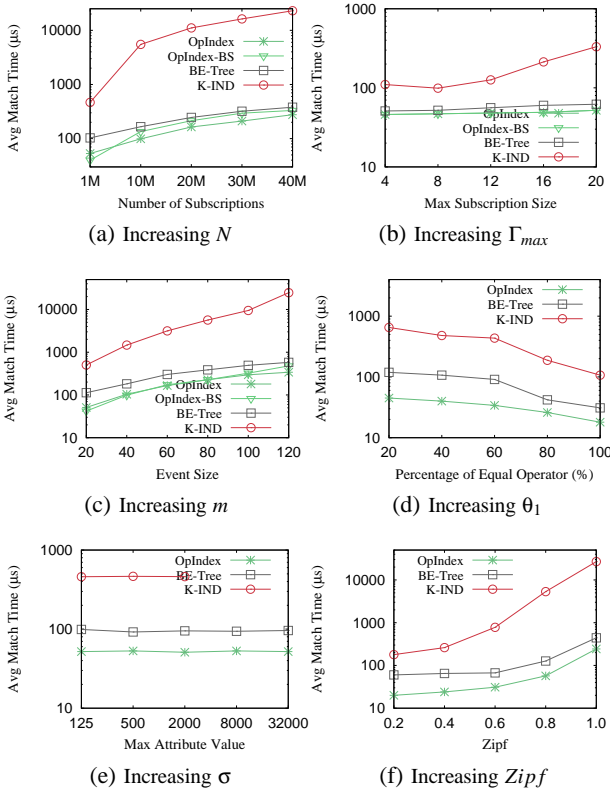 Avg Match Time (µs)
10000
1000
100
OpIndex
OpIndex-BS
BE-Tree
K-IND
1M 10M 20M 30M 40M
Number of Subscriptions
(a) Increasing N
Avg Match Time (µs)
1000
100
10
OpIndex
OpIndex-BS
BE-Tree
K-IND
4 8 12 16 20
Max Subscription Size
(b) Increasing Γmax
Avg Match Time (µs)
10000
1000
100
10
OpIndex
OpIndex-BS
BE-Tree
K-IND
20 40 60 80 100 120
Event Size
(c) Increasing m
Avg Match Time (µs)
1000
100
10
OpIndex
BE-Tree
K-IND
20 40 60 80 100
Percentage of Equal Operator (%)
(d) Increasing θ1
Avg Match Time (µs)
1000
100
10
OpIndex
BE-Tree
K-IND
125 500 2000 8000 32000
Max Attribute Value
(e) Increasing σ
Avg Match Time (µs)
10000
1000
100
10
OpIndex
BE-Tree
K-IND
0.2 0.4 0.6 0.8 1.0
Zipf
(f) Increasing Zipf